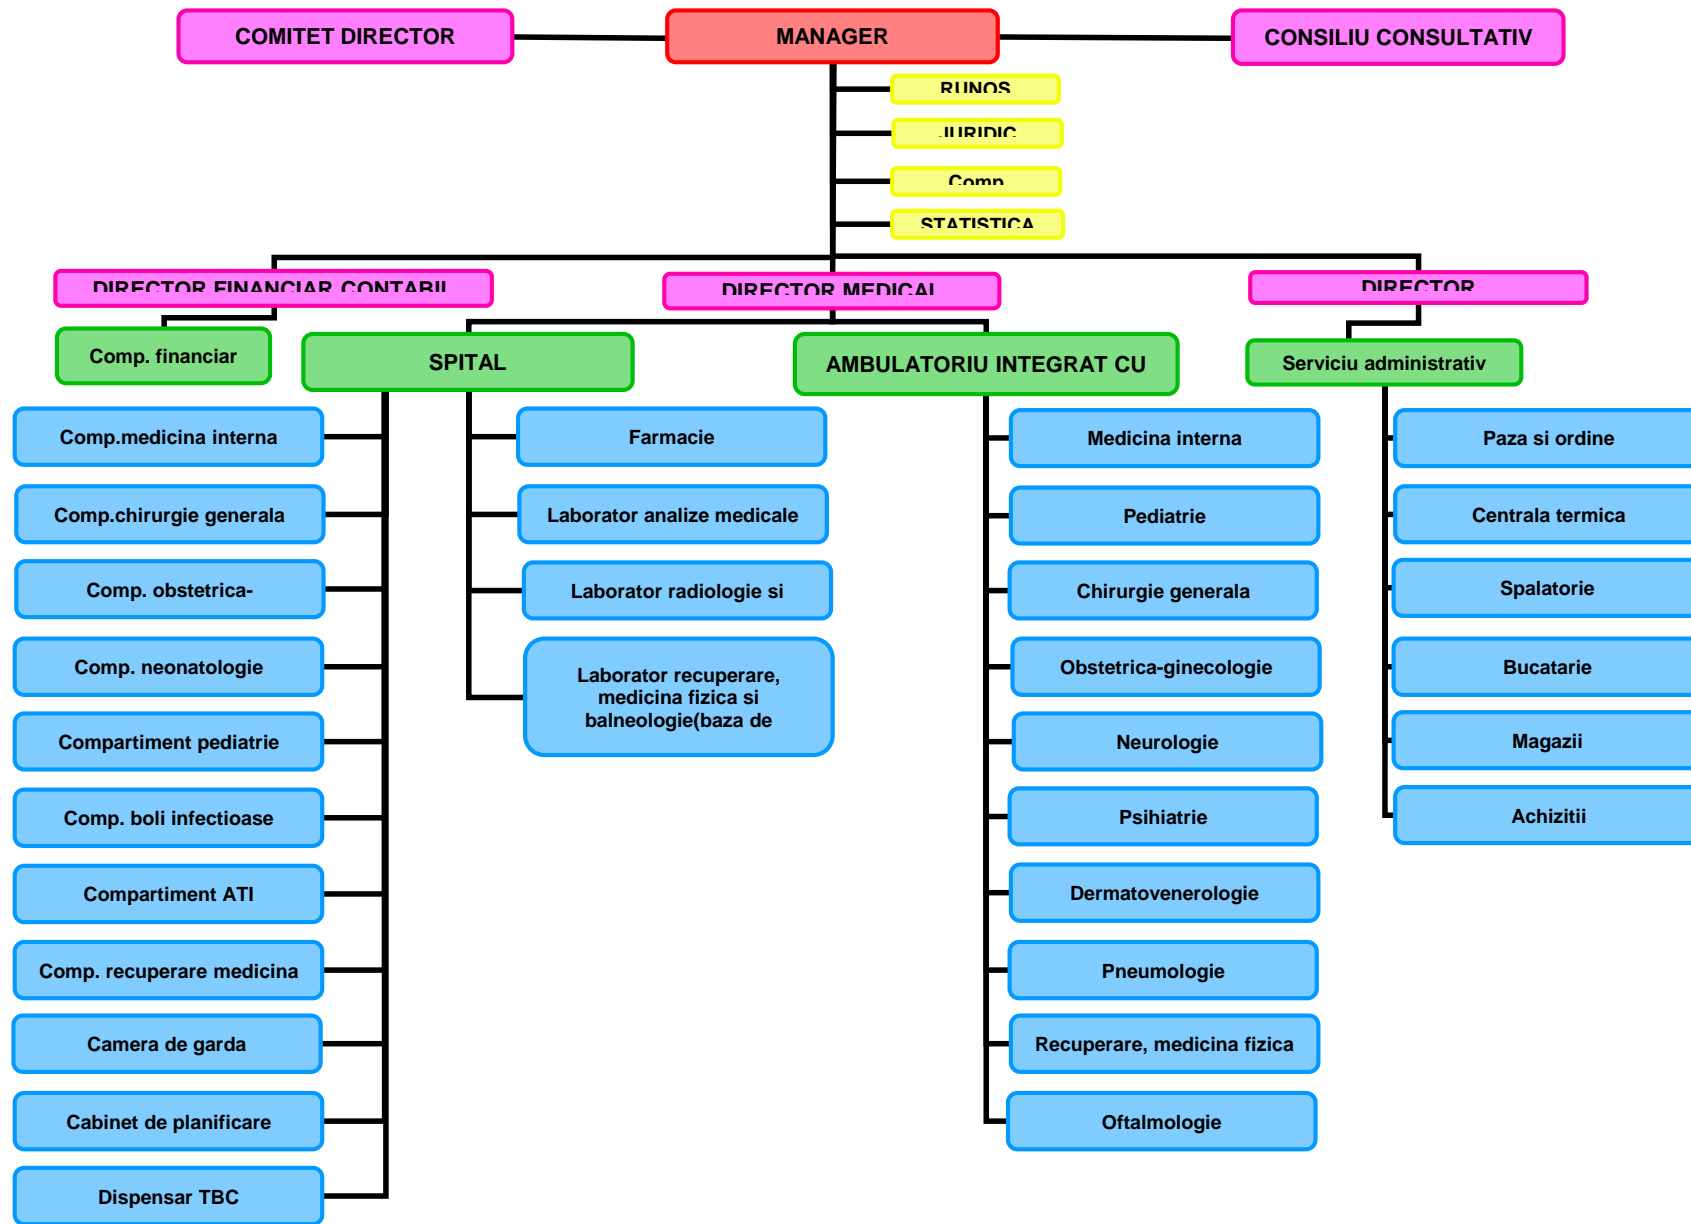 COMITET DIRECTOR
MANAGER
CONSILIU CONSULTATIV
RUNOS
JURIDIC
Comp
STATISTICA
DIRECTOR FINANCIAR CONTABIL
DIRECTOR MEDICAL
DIRECTOR
Comp. financiar
SPITAL
AMBULATORIU INTEGRAT CU
Serviciu administrativ
Comp.medicina interna
Farmacie
Medicina interna
Paza si ordine
Comp.chirurgie generala
Laborator analize medicale
Pediatrie
Centrala termica
Comp. obstetrica-
Laborator radiologie si
Chirurgie generala
Spalatorie
Comp. neonatologie
Laborator recuperare,
medicina fizica si
balneologie(baza de
Obstetrica-ginecologie
Bucatarie
Compartiment pediatrie
Neurologie
Magazii
Comp. boli infectioase
Psihiatrie
Achizitii
Compartiment ATI
Dermatovenerologie
Comp. recuperare medicina
Pneumologie
Camera de garda
Recuperare, medicina fizica
Cabinet de planificare
Oftalmologie
Dispensar TBC